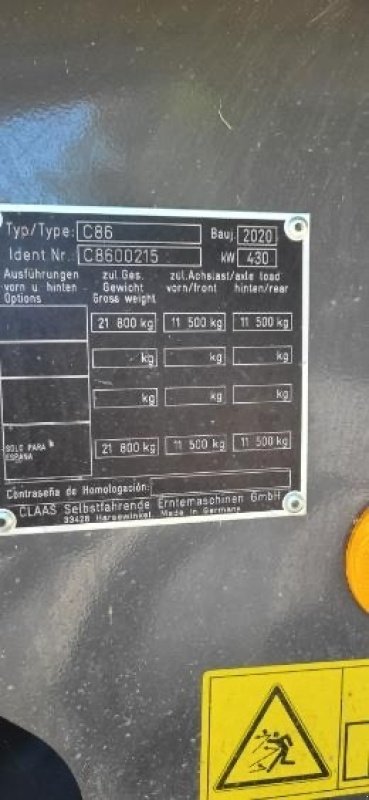 Typ/Type: C86 Bauj. 2020
Ident Nr.: C8600215 kW 430
Ausführungen vorn u. hinten Options
zul. Ges. Gewicht Gross weight
zul. Achslast/axle load vorn/front hinten/rear
21 800 kg 11 500 kg 11 500 kg
kg kg kg
kg kg kg
SOLO PARA ESPAÑA 21 800 kg 11 500 kg 11 500 kg
Contraseña de Homologación:
CLAAS Selbstfahrende Erntemaschinen GmbH
33428 Harsewinkel Made in Germany